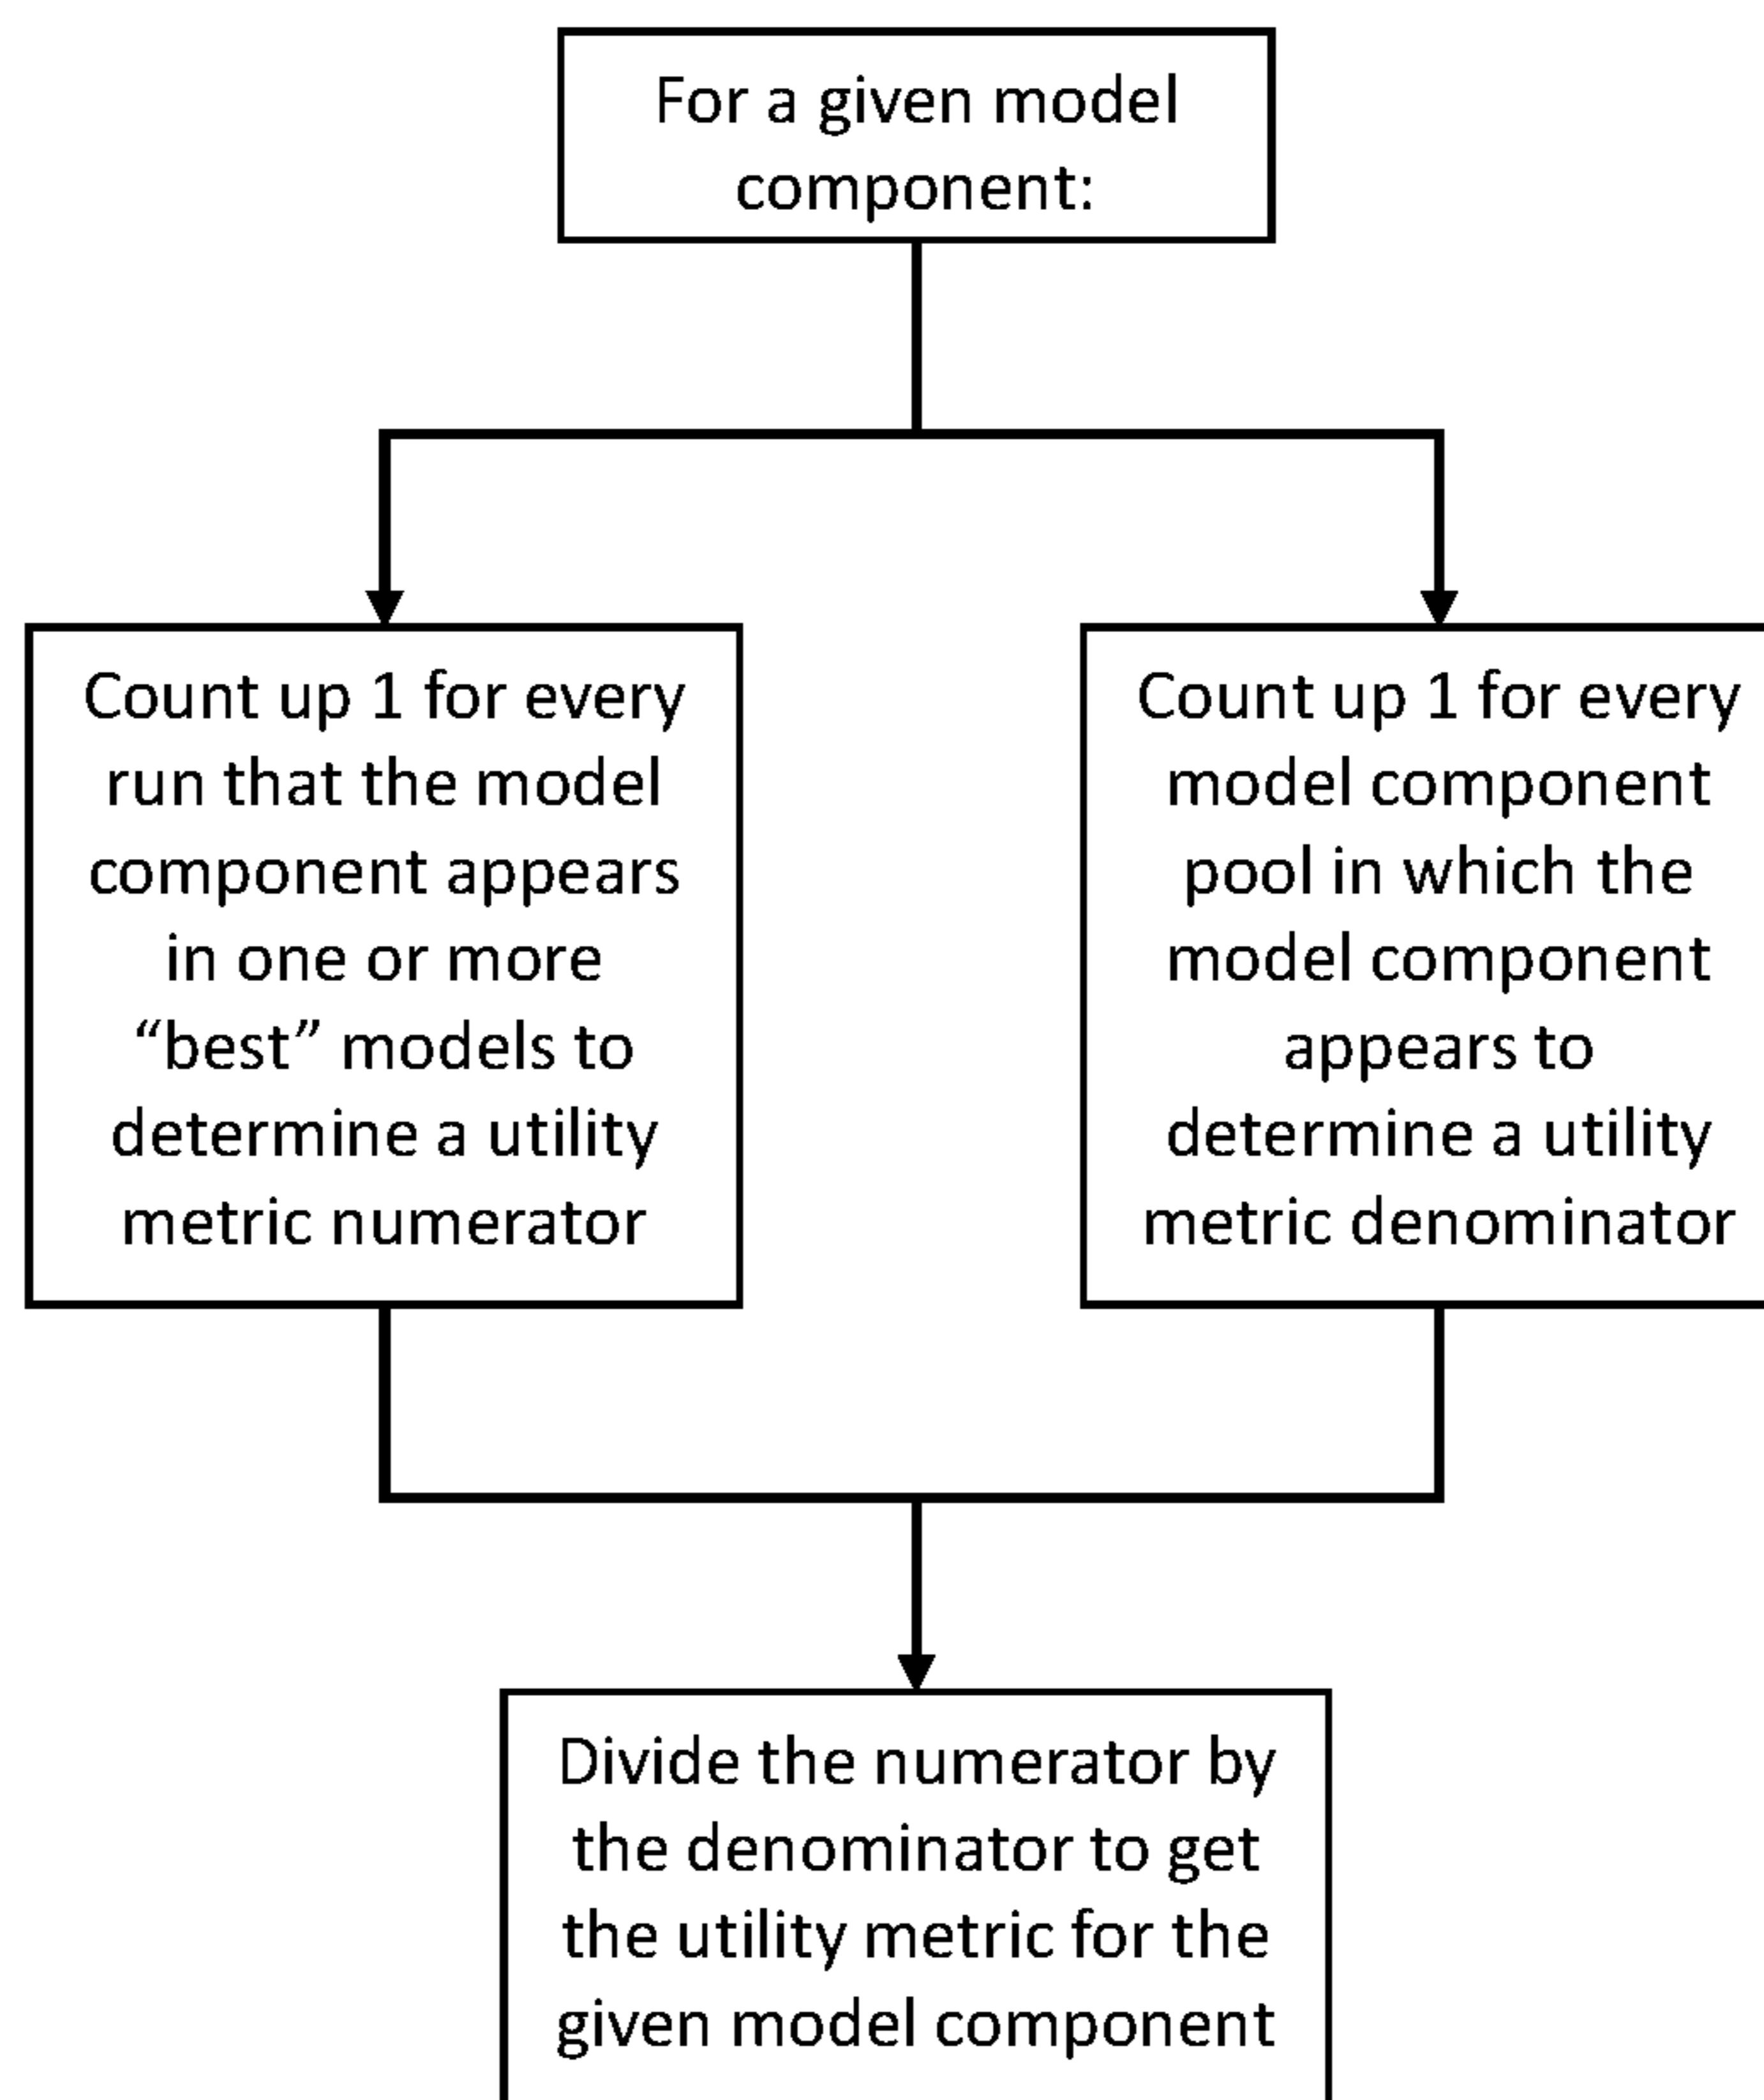 For a given model
component:
Count up 1 for every
run that the model
component appears
in one or more
“best” models to
determine a utility
metric numerator
Count up 1 for every
model component
pool in which the
model component
appears to
determine a utility
metric denominator
Divide the numerator by
the denominator to get
the utility metric for the
given model component